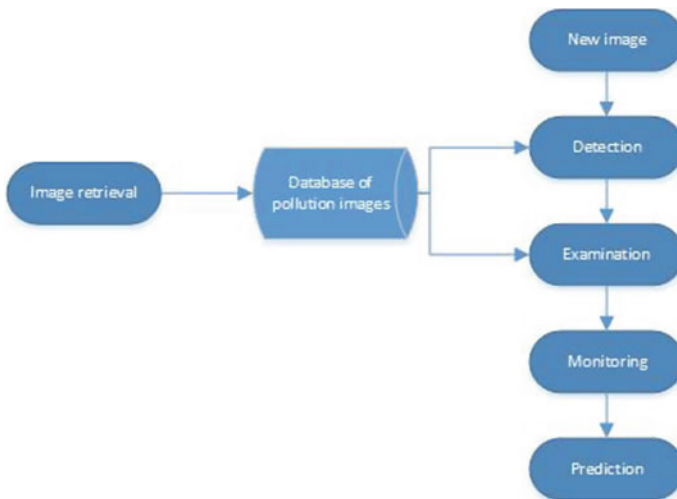 New image
Detection
Image retrieval
Database of
pollution images
Examination
Monitoring
Prediction